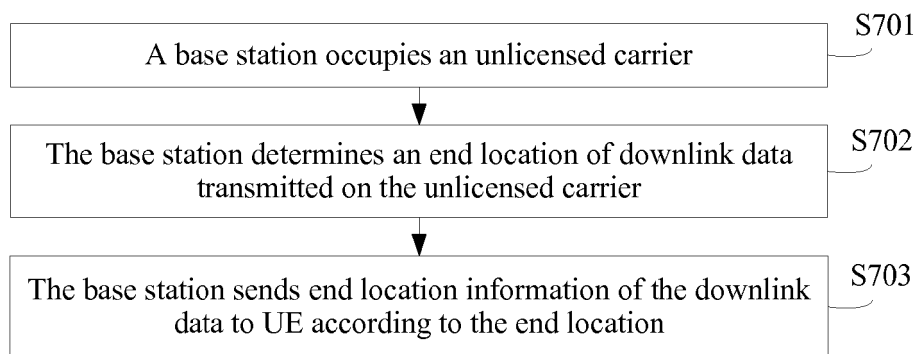 S701
A base station occupies an unlicensed carrier
S702
The base station determines an end location of downlink data
transmitted on the unlicensed carrier
S703
The base station sends end location information of the downlink
data to UE according to the end location